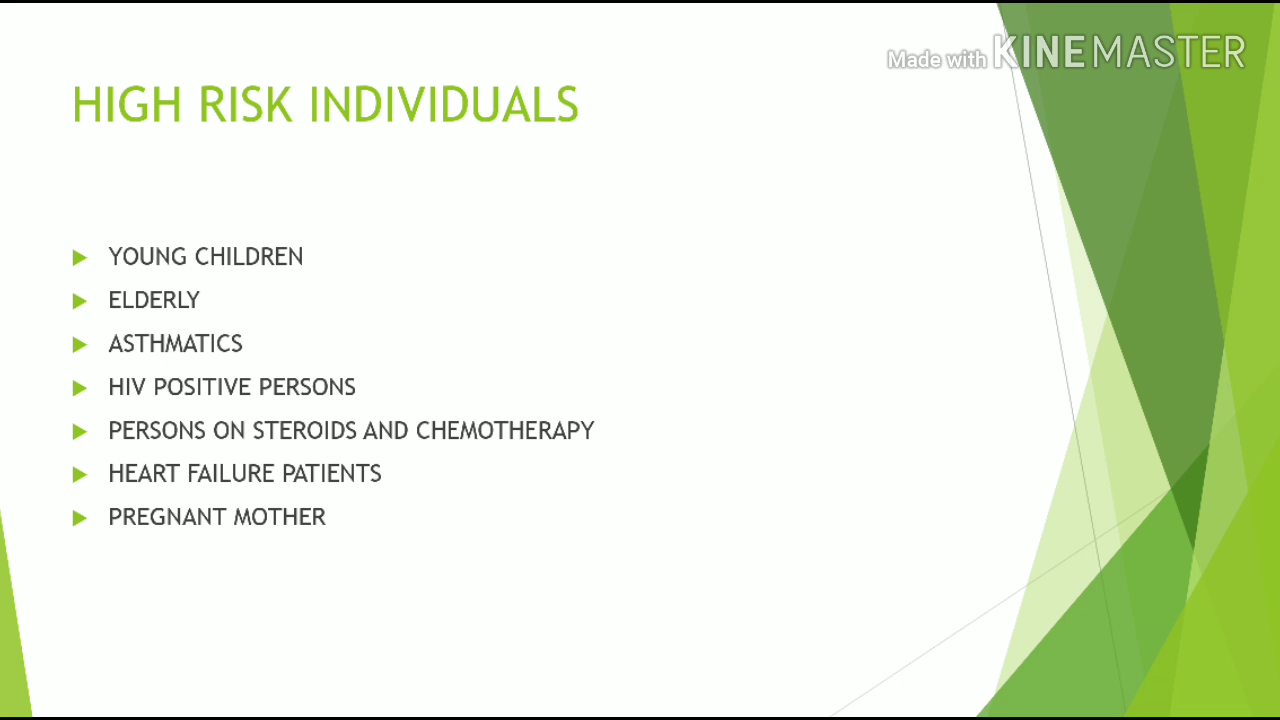 Made with KINEMASTER
HIGH RISK INDIVIDUALS
YOUNG CHILDREN
ELDERLY
ASTHMATICS
HIV POSITIVE PERSONS
PERSONS ON STEROIDS AND CHEMOTHERAPY
HEART FAILURE PATIENTS
PREGNANT MOTHER